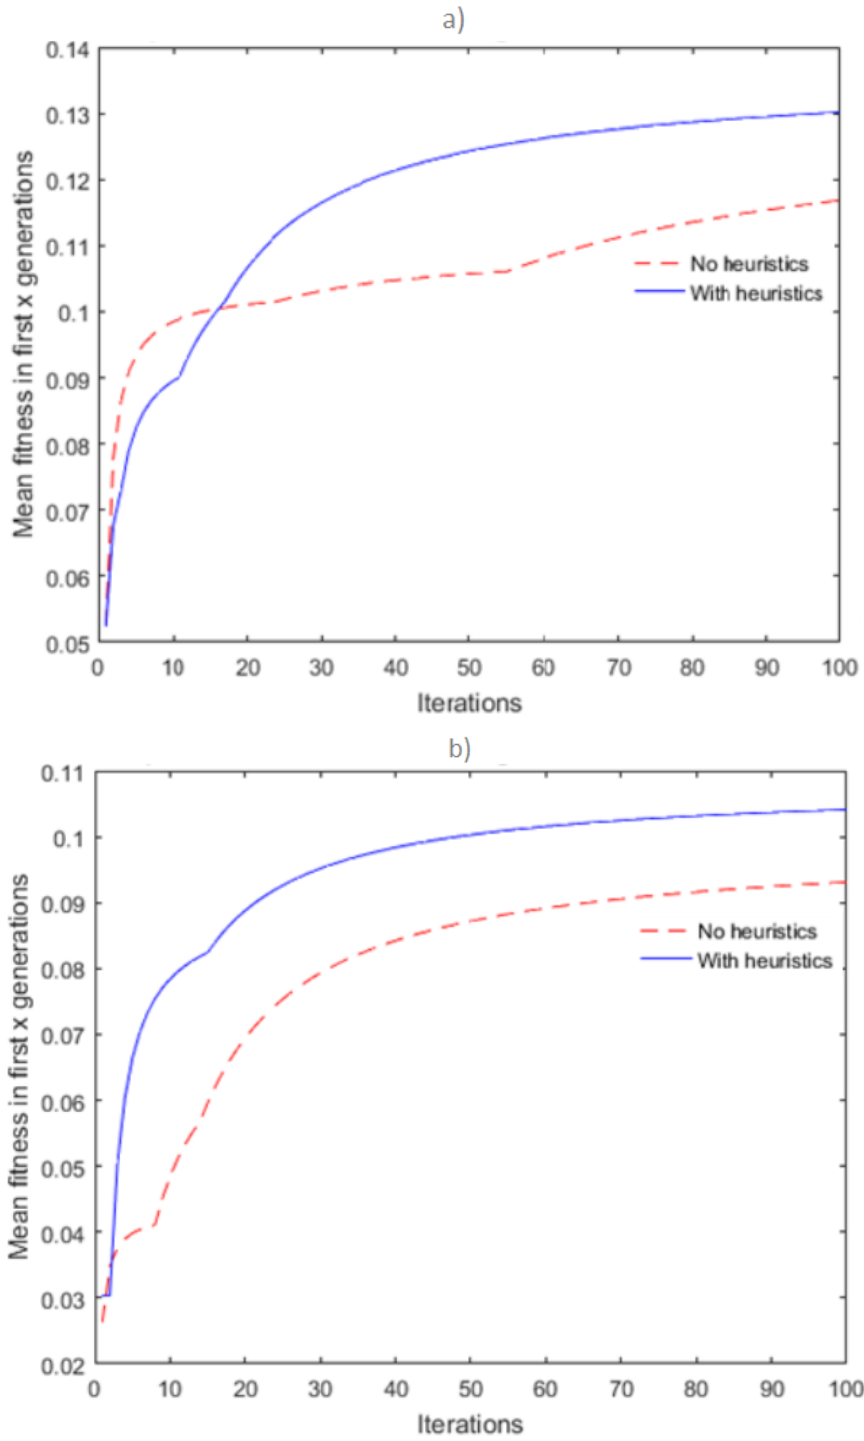 a)
0.14
0.13
0.12
0.11
0.1
0.09
0.08
0.07
0.06
0.05
Mean fitness in first x generations
No heuristics
With heuristics
0 10 20 30 40 50 60 70 80 90 100
Iterations
b)
0.11
0.1
0.09
0.08
0.07
0.06
0.05
0.04
0.03
0.02
Mean fitness in first x generations
No heuristics
With heuristics
0 10 20 30 40 50 60 70 80 90 100
Iterations